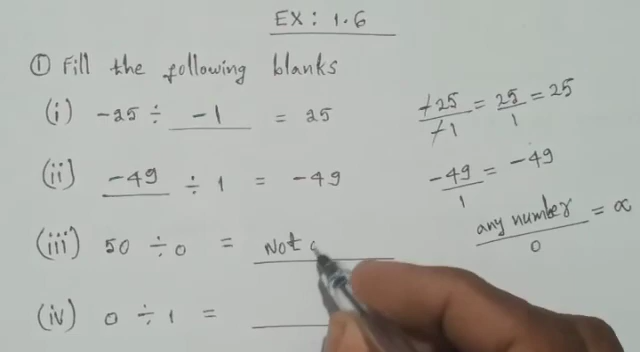 EX: 1.6
① Fill the following blanks
(i) -25 ÷ -1 = 25
-25/-1 = 25/1 = 25
(ii) -49 ÷ 1 = -49
-49/1 = -49
(iii) 50 ÷ 0 = Not
any number/0 = ∝
(iv) 0 ÷ 1 =